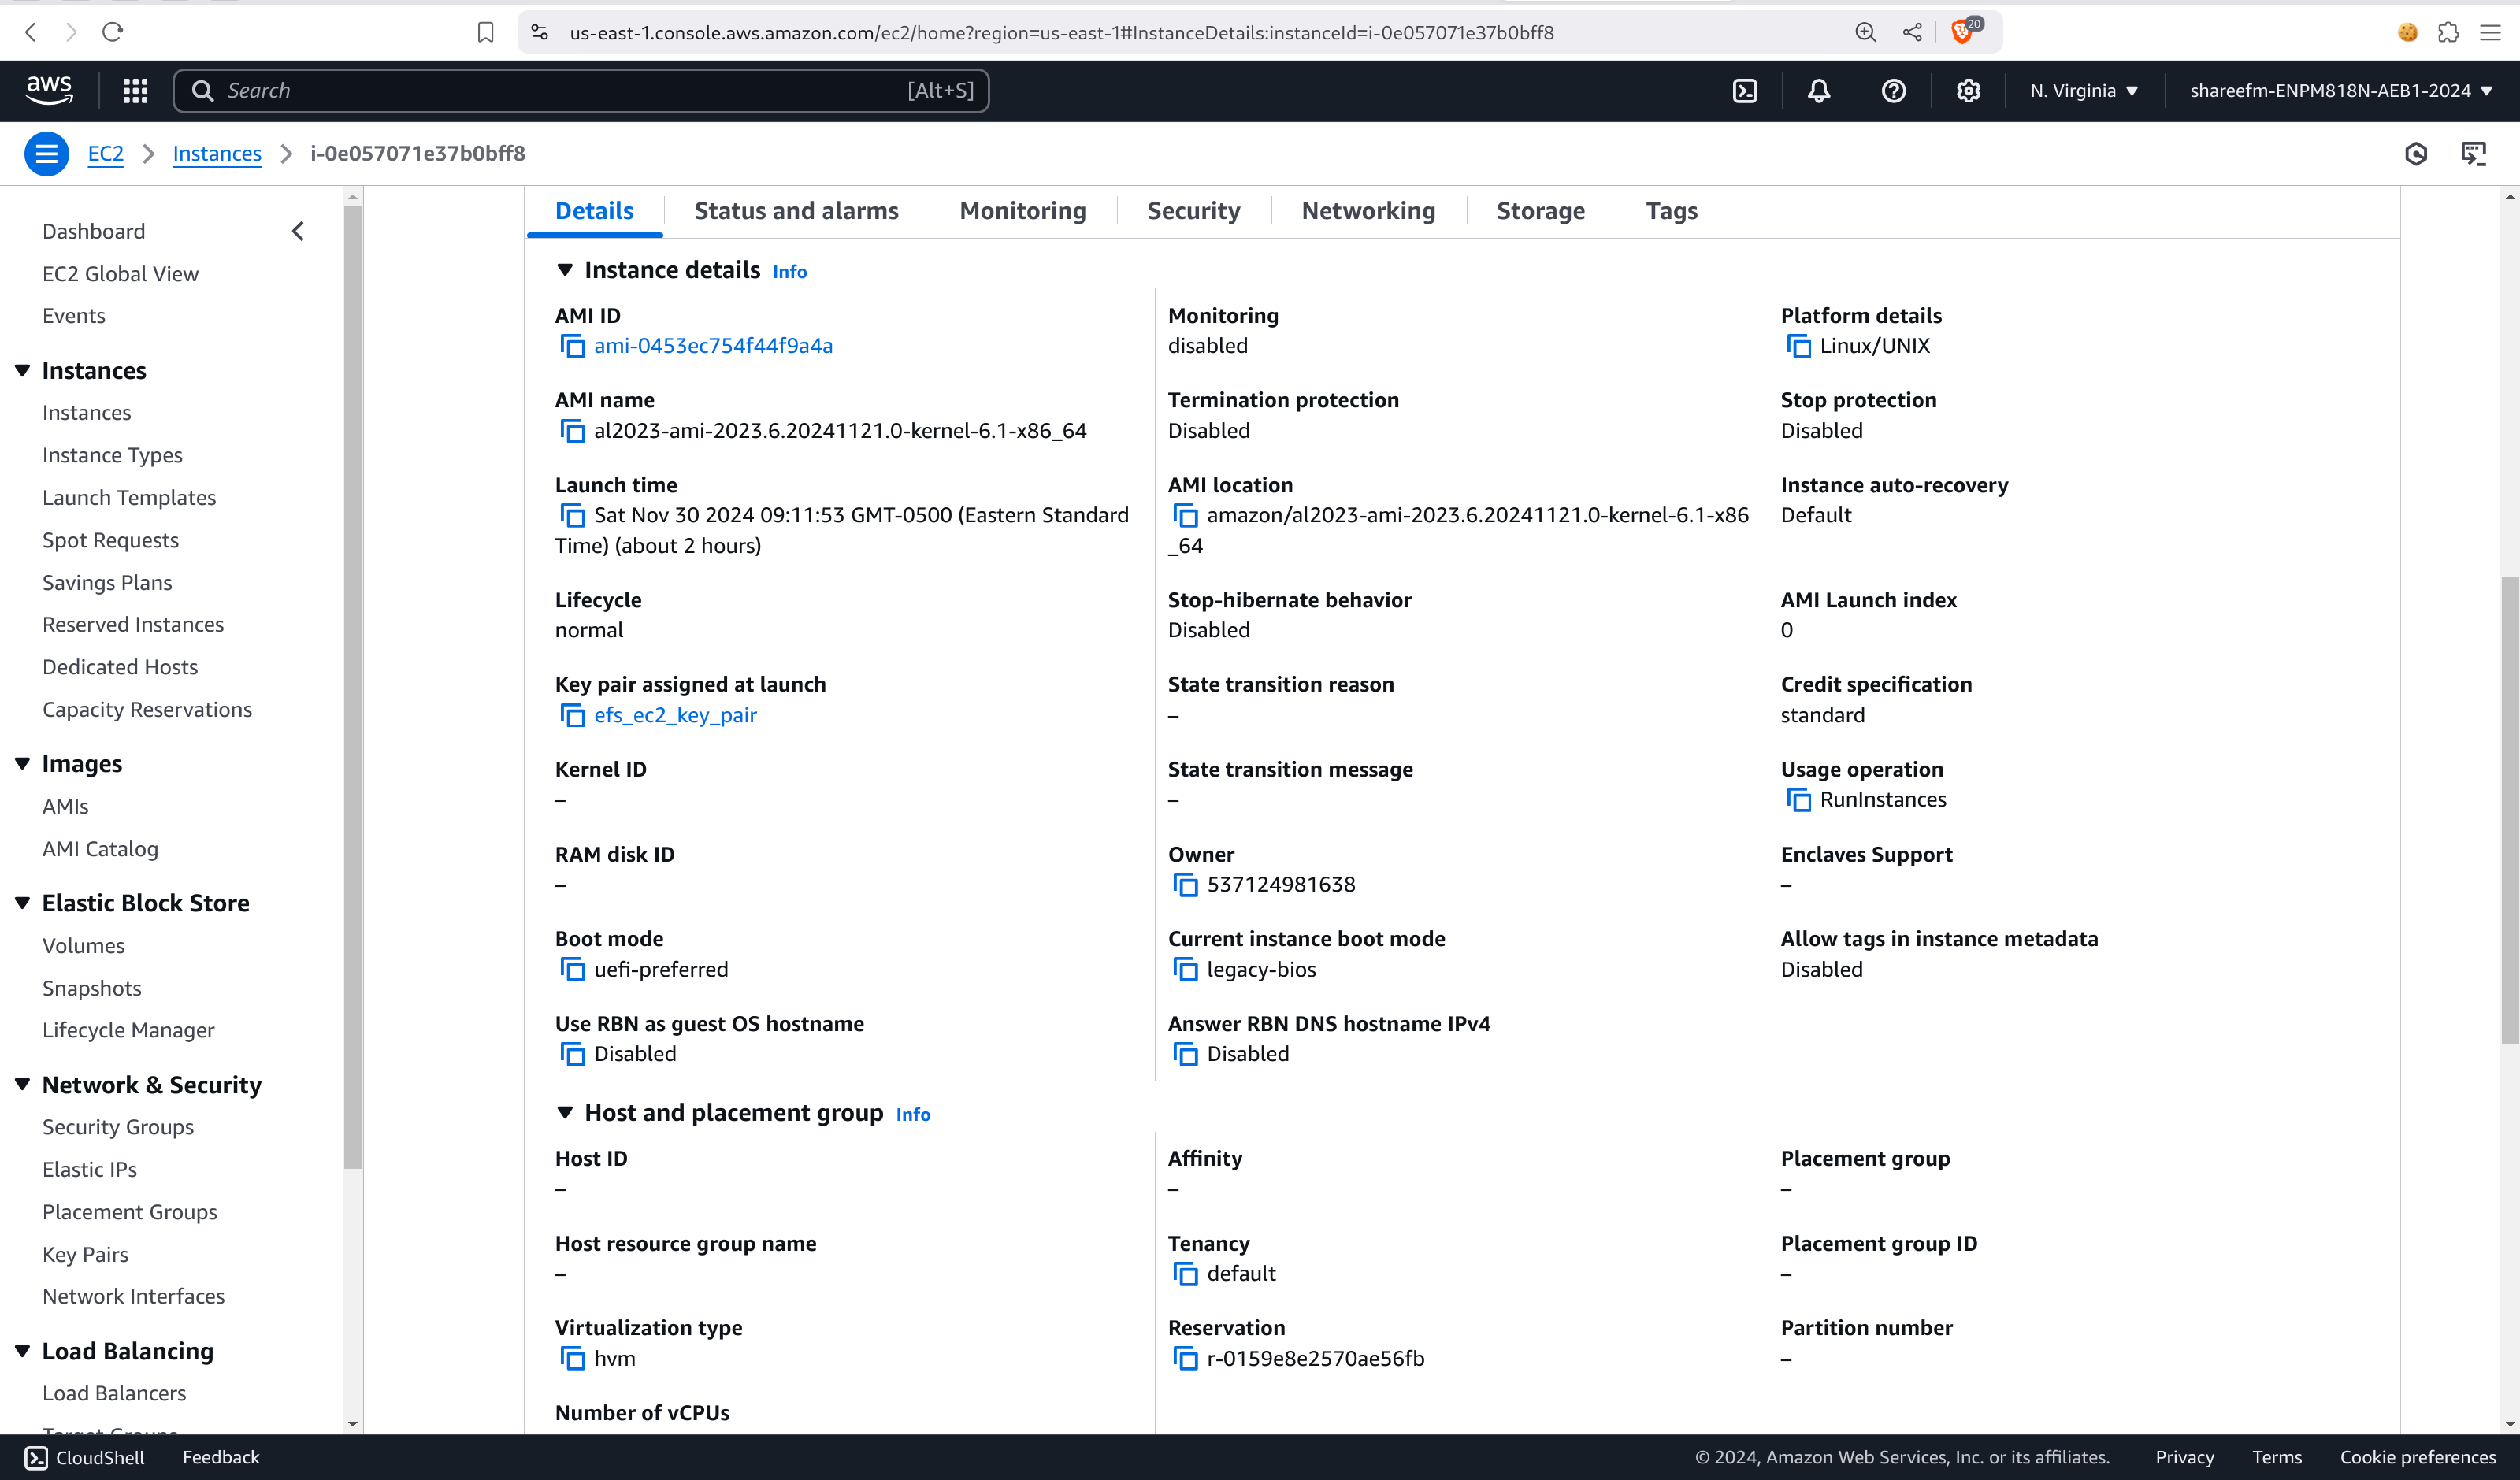 us-east-1.console.aws.amazon.com/ec2/home?region=us-east-1#InstanceDetails:instanceId=i-0e057071e37b0bff8
20
aws
Search
[Alt+S]
N. Virginia
shareefm-ENPM818N-AEB1-2024
EC2
Instances
i-0e057071e37b0bff8
Dashboard
EC2 Global View
Events
Instances
Instances
Instance Types
Launch Templates
Spot Requests
Savings Plans
Reserved Instances
Dedicated Hosts
Capacity Reservations
Images
AMIs
AMI Catalog
Elastic Block Store
Volumes
Snapshots
Lifecycle Manager
Network & Security
Security Groups
Elastic IPs
Placement Groups
Key Pairs
Network Interfaces
Load Balancing
Load Balancers
Target Groups
Details
Status and alarms
Monitoring
Security
Networking
Storage
Tags
Instance details Info
AMI ID
ami-0453ec754f44f9a4a
Monitoring
disabled
Platform details
Linux/UNIX
AMI name
al2023-ami-2023.6.20241121.0-kernel-6.1-x86_64
Termination protection
Disabled
Stop protection
Disabled
Launch time
Sat Nov 30 2024 09:11:53 GMT-0500 (Eastern Standard
Time) (about 2 hours)
AMI location
amazon/al2023-ami-2023.6.20241121.0-kernel-6.1-x86
_64
Instance auto-recovery
Default
Lifecycle
normal
Stop-hibernate behavior
Disabled
AMI Launch index
0
Key pair assigned at launch
efs_ec2_key_pair
State transition reason
–
Credit specification
standard
Kernel ID
–
State transition message
–
Usage operation
RunInstances
RAM disk ID
–
Owner
537124981638
Enclaves Support
–
Boot mode
uefi-preferred
Current instance boot mode
legacy-bios
Allow tags in instance metadata
Disabled
Use RBN as guest OS hostname
Disabled
Answer RBN DNS hostname IPv4
Disabled
Host and placement group Info
Host ID
–
Affinity
–
Placement group
–
Host resource group name
–
Tenancy
default
Placement group ID
–
Virtualization type
hvm
Reservation
r-0159e8e2570ae56fb
Partition number
–
Number of vCPUs
CloudShell
Feedback
© 2024, Amazon Web Services, Inc. or its affiliates.
Privacy
Terms
Cookie preferences